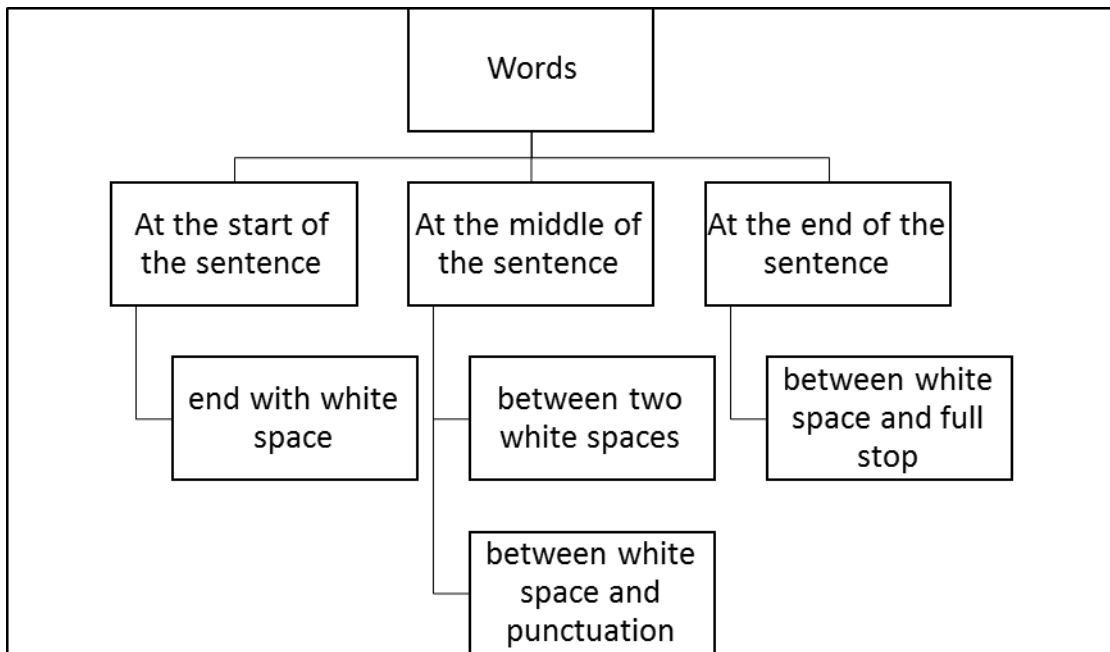 Words
At the start of
the sentence
At the middle of
the sentence
At the end of the
sentence
end with white
space
between two
white spaces
between white
space and full
stop
between white
space and
punctuation